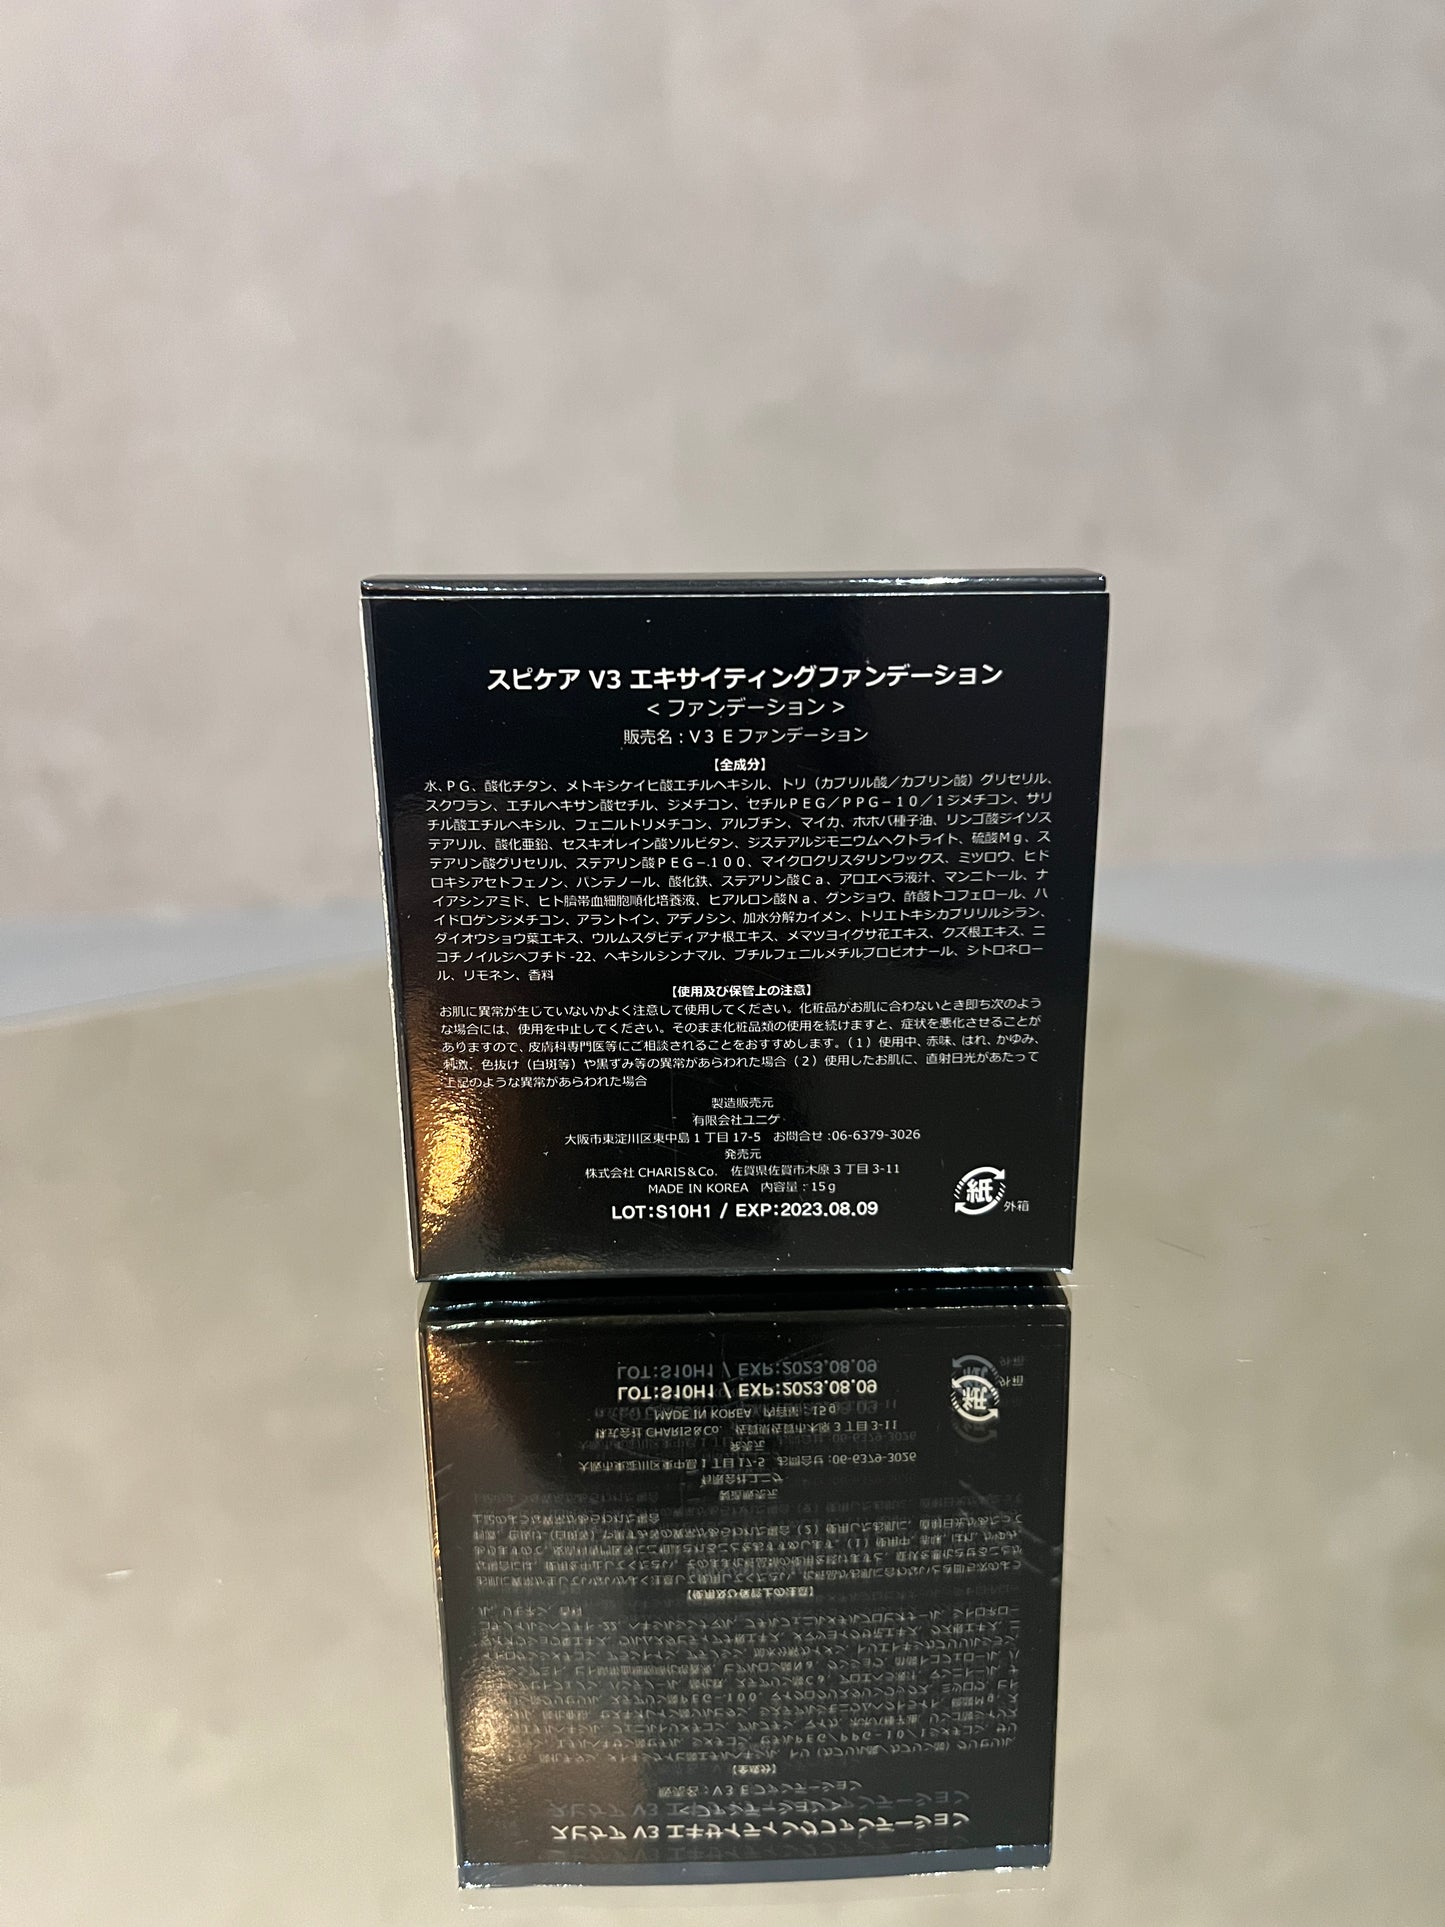 スピケア V3 エキサイティングファンデーション
< ファンデーション >
販売名：Ｖ３ Ｅファンデーション
【全成分】
水、ＰＧ、酸化チタン、メトキシケイヒ酸エチルヘキシル、トリ（カプリル酸／カプリン酸）グリセリル、
スクワラン、エチルヘキサン酸セチル、ジメチコン、セチルＰＥＧ／ＰＰＧ－１０／１ジメチコン、サリ
チル酸エチルヘキシル、フェニルトリメチコン、アルブチン、マイカ、ホホバ種子油、リンゴ酸ジイソス
テアリル、酸化亜鉛、セスキオレイン酸ソルビタン、ジステアルジモニウムヘクトライト、硫酸Ｍｇ、ス
テアリン酸グリセリル、ステアリン酸ＰＥＧ－１００、マイクロクリスタリンワックス、ミツロウ、ヒド
ロキシアセトフェノン、パンテノール、酸化鉄、ステアリン酸Ｃａ、アロエベラ液汁、マンニトール、ナ
イアシンアミド、ヒト臍帯血細胞順化培養液、ヒアルロン酸Ｎａ、グンジョウ、酢酸トコフェロール、ハ
イドロゲンジメチコン、アラントイン、アデノシン、加水分解カイメン、トリエトキシカプリリルシラン、
ダイオウショウ葉エキス、ウルムスダビディアナ根エキス、メマツヨイグサ花エキス、クズ根エキス、ニ
コチノイルジペプチド -22、ヘキシルシンナマル、ブチルフェニルメチルプロピオナール、シトロネロー
ル、リモネン、香料
【使用及び保管上の注意】
お肌に異常が生じていないかよく注意して使用してください。化粧品がお肌に合わないとき即ち次のよう
な場合には、使用を中止してください。そのまま化粧品類の使用を続けますと、症状を悪化させることが
ありますので、皮膚科専門医等にご相談されることをおすすめします。（1）使用中、赤味、はれ、かゆみ、
刺激、色抜け（白斑等）や黒ずみ等の異常があらわれた場合（2）使用したお肌に、直射日光があたって
上記のような異常があらわれた場合
製造販売元
有限会社ユニゲ
大阪市東淀川区東中島 1 丁目 17-5　お問合せ :06-6379-3026
発売元
株式会社 CHARIS＆Co.　佐賀県佐賀市木原 3 丁目 3-11
MADE IN KOREA　内容量：15ｇ
LOT:S10H1 / EXP:2023.08.09
紙
外箱